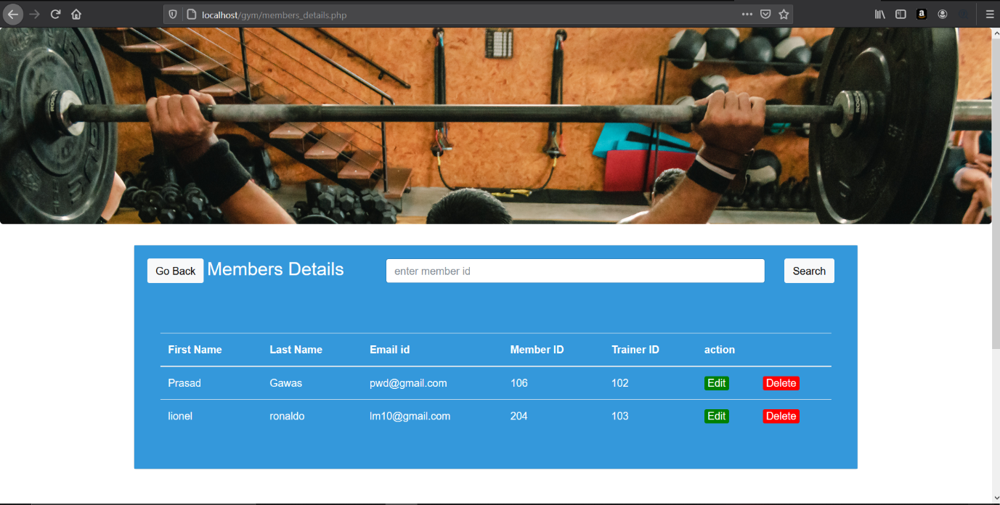 localhost/gym/members_details.php
Go Back Members Details enter member id Search
First Name Last Name Email id Member ID Trainer ID action
Prasad Gawas pwd@gmail.com 106 102 Edit Delete
lionel ronaldo lm10@gmail.com 204 103 Edit Delete